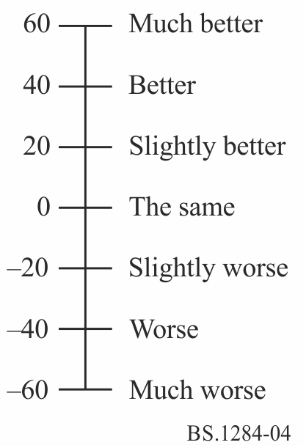 60 Much better
40 Better
20 Slightly better
0 The same
–20 Slightly worse
–40 Worse
–60 Much worse
BS.1284-04